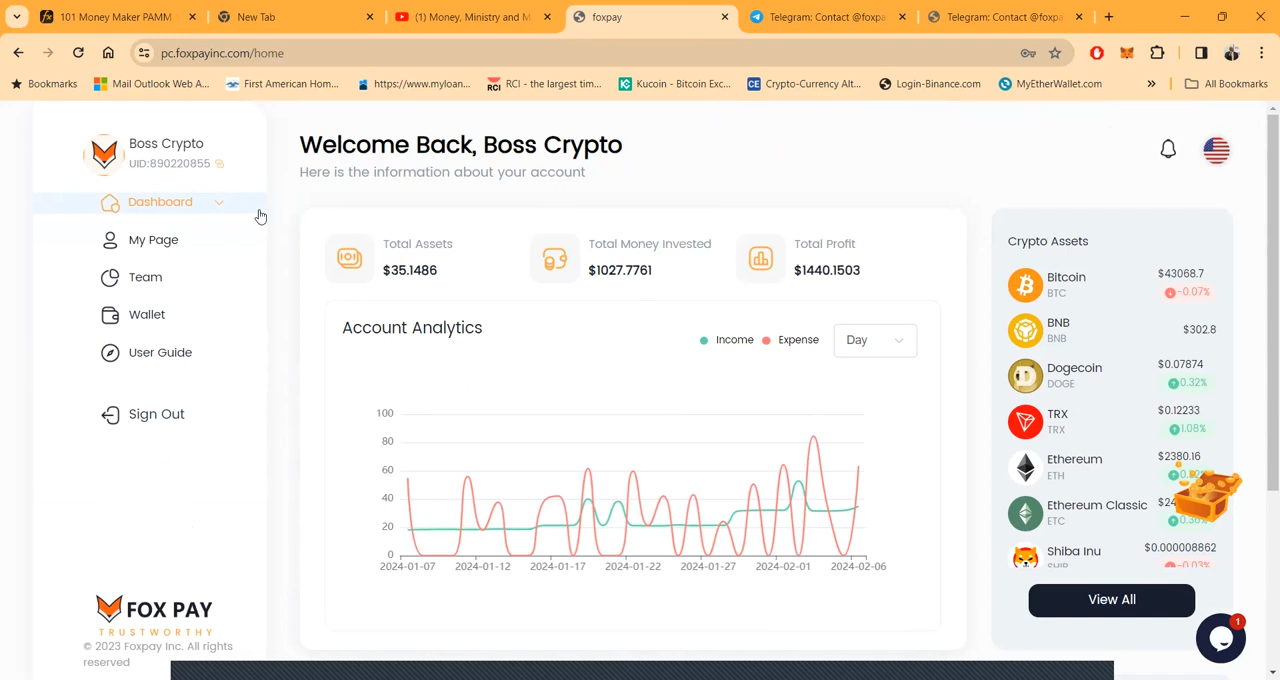 101 Money Maker PAMM
New Tab
(1) Money, Ministry and M
foxpay
Telegram: Contact @foxpa
Telegram: Contact @foxpa
pc.foxpayinc.com/home
Bookmarks
Mail Outlook Web A...
First American Hom...
https://www.myloan...
RCI - the largest tim...
Kucoin - Bitcoin Exc...
Crypto-Currency Alt...
Login-Binance.com
MyEtherWallet.com
All Bookmarks
Boss Crypto
UID:890220855
Dashboard
My Page
Team
Wallet
User Guide
Sign Out
FOX PAY
TRUSTWORTHY
© 2023 Foxpay Inc. All rights
reserved
Welcome Back, Boss Crypto
Here is the information about your account
Total Assets
$35.1486
Total Money Invested
$1027.7761
Total Profit
$1440.1503
Account Analytics
Income
Expense
Day
100
80
60
40
20
0
2024-01-07
2024-01-12
2024-01-17
2024-01-22
2024-01-27
2024-02-01
2024-02-06
Crypto Assets
Bitcoin
BTC
$43068.7
-0.07%
BNB
BNB
$302.8
Dogecoin
DOGE
$0.07874
0.32%
TRX
TRX
$0.12233
1.08%
Ethereum
ETH
$2380.16
Ethereum Classic
ETC
Shiba Inu
SHIB
$0.000008862
-0.03%
View All
1